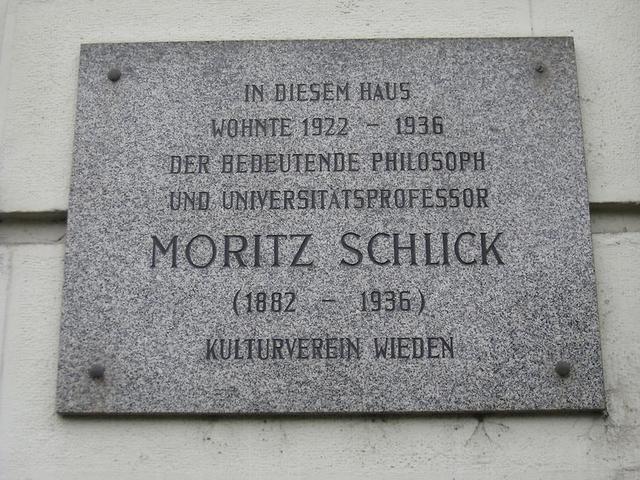 IN DIESEM HAUS
WOHNTE 1922 – 1936
DER BEDEUTENDE PHILOSOPH
UND UNIVERSITÄTSPROFESSOR
MORITZ SCHLICK
(1882 – 1936)
KULTURVEREIN WIEDEN